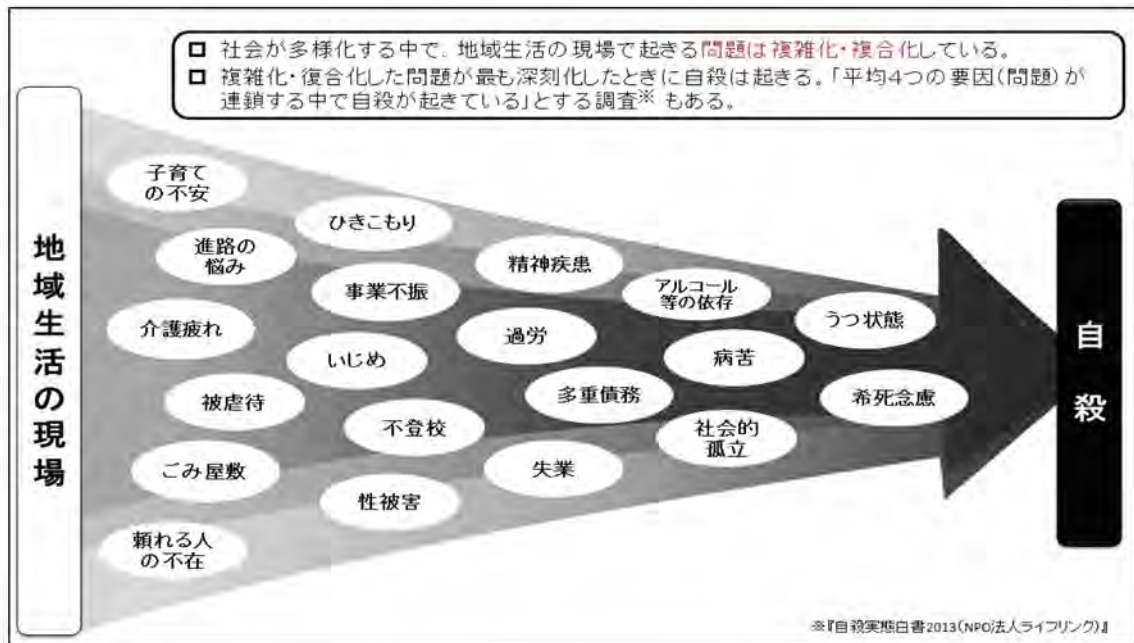 □ 社会が多様化する中で、地域生活の現場で起きる問題は複雑化・複合化している。
□ 複雑化・復合化した問題が最も深刻化したときに自殺は起きる。「平均4つの要因(問題)が
連鎖する中で自殺が起きている」とする調査※ もある。
地域生活の現場
子育て
の不安
進路の
悩み
介護疲れ
被虐待
ごみ屋敷
頼れる人
の不在
ひきこもり
事業不振
いじめ
不登校
性被害
精神疾患
過労
多重債務
失業
アルコール
等の依存
病苦
社会的
孤立
うつ状態
希死念慮
自殺
※『自殺実態白書2013(NPO法人ライフリンク)』